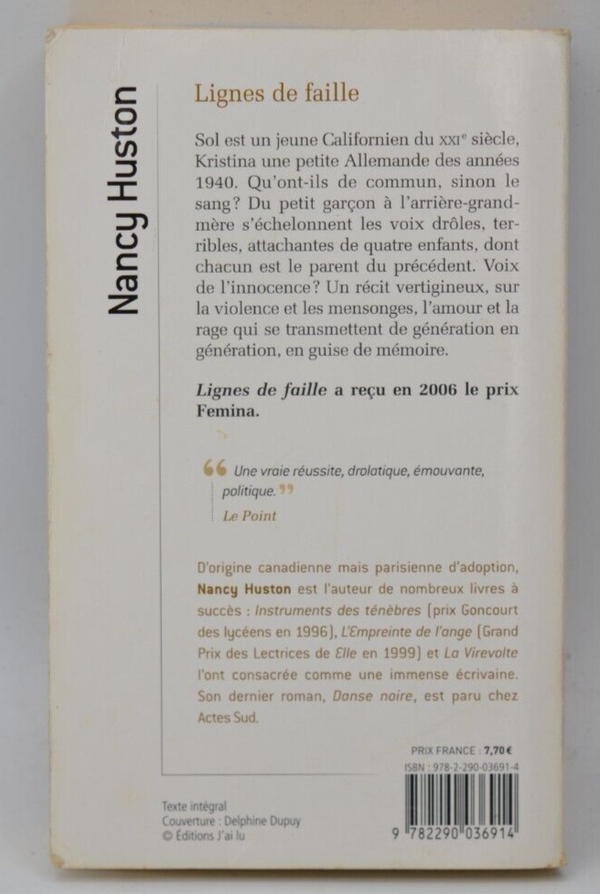 Nancy Huston
Lignes de faille
Sol est un jeune Californien du XXIe siècle,
Kristina une petite Allemande des années
1940. Qu'ont-ils de commun, sinon le
sang ? Du petit garçon à l'arrière-grand-
mère s'échelonnent les voix drôles, ter-
ribles, attachantes de quatre enfants, dont
chacun est le parent du précédent. Voix
de l'innocence ? Un récit vertigineux, sur
la violence et les mensonges, l'amour et la
rage qui se transmettent de génération en
génération, en guise de mémoire.
Lignes de faille a reçu en 2006 le prix
Femina.
“ Une vraie réussite, drolatique, émouvante,
politique. ”
Le Point
D'origine canadienne mais parisienne d'adoption,
Nancy Huston est l'auteur de nombreux livres à
succès : Instruments des ténèbres (prix Goncourt
des lycéens en 1996), L'Empreinte de l'ange (Grand
Prix des Lectrices de Elle en 1999) et La Virevolte
l'ont consacrée comme une immense écrivaine.
Son dernier roman, Danse noire, est paru chez
Actes Sud.
PRIX FRANCE : 7,70 €
ISBN : 978-2-290-03691-4
9 782290 036914
Texte intégral
Couverture : Delphine Dupuy
© Éditions J'ai lu